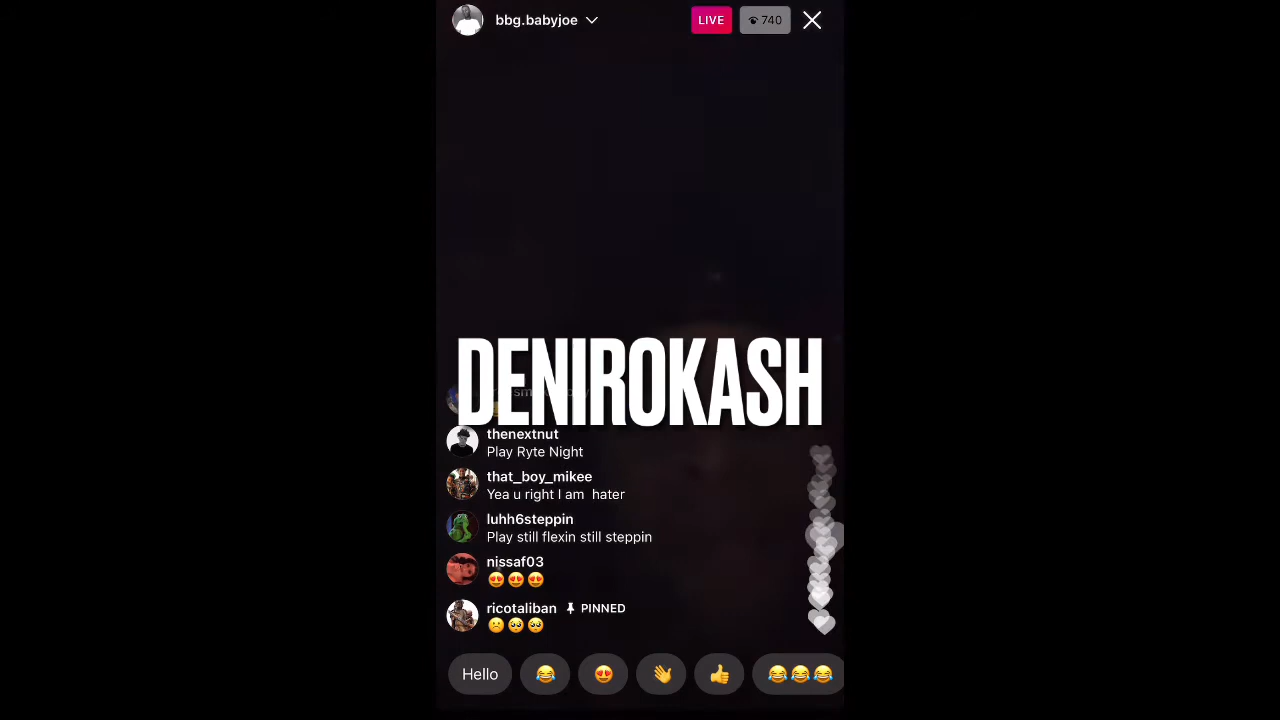 bbg.babyjoe
LIVE
740
DENIROKASH
thenextnut
Play Ryte Night
that_boy_mikee
Yea u right I am hater
luhh6steppin
Play still flexin still steppin
nissaf03
😍😍😍
ricotaliban PINNED
☹️🥺🥺
Hello 😂 😍 👋 👍 😂😂😂